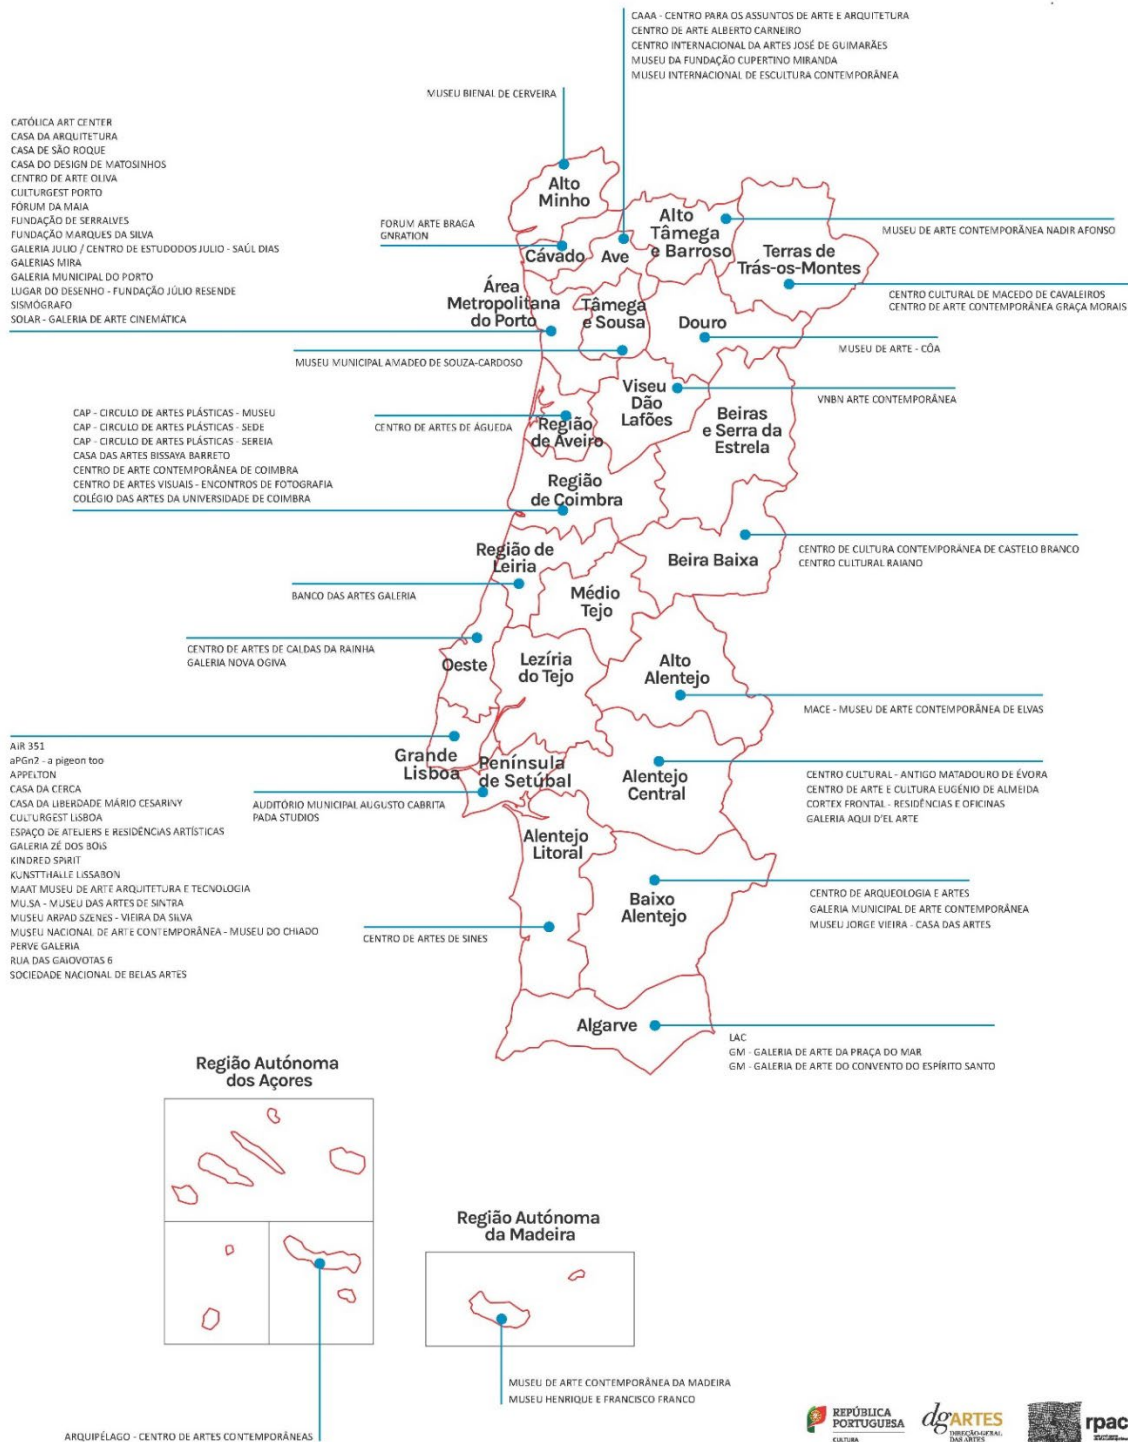 CAAA - CENTRO PARA OS ASSUNTOS DE ARTE E ARQUITETURA
CENTRO DE ARTE ALBERTO CARNEIRO
CENTRO INTERNACIONAL DA ARTES JOSÉ DE GUIMARÃES
MUSEU DA FUNDAÇÃO CUPERTINO MIRANDA
MUSEU INTERNACIONAL DE ESCULTURA CONTEMPORÂNEA
MUSEU BIENAL DE CERVEIRA
CATÓLICA ART CENTER
CASA DA ARQUITETURA
CASA DE SÃO ROQUE
CASA DO DESIGN DE MATOSINHOS
CENTRO DE ARTE OLIVA
CULTURGEST PORTO
FÓRUM DA MAIA
FUNDAÇÃO DE SERRALVES
FUNDAÇÃO MARQUES DA SILVA
GALERIA JULIO / CENTRO DE ESTUDODOS JULIO - SAÚL DIAS
GALERIAS MIRA
GALERIA MUNICIPAL DO PORTO
LUGAR DO DESENHO - FUNDAÇÃO JÚLIO RESENDE
SISMÓGRAFO
SOLAR - GALERIA DE ARTE CINEMÁTICA
Alto
Minho
FORUM ARTE BRAGA
GNRATION
Cávado
Ave
Alto
Tâmega
e Barroso
MUSEU DE ARTE CONTEMPORÂNEA NADIR AFONSO
Terras de
Trás-os-Montes
CENTRO CULTURAL DE MACEDO DE CAVALEIROS
CENTRO DE ARTE CONTEMPORÂNEA GRAÇA MORAIS
Área
Metropolitana
do Porto
Tâmega
e Sousa
Douro
MUSEU DE ARTE - CÔA
MUSEU MUNICIPAL AMADEO DE SOUZA-CARDOSO
Viseu
Dão
Lafões
VNBN ARTE CONTEMPORÂNEA
Beiras
e Serra da
Estrela
CAP - CIRCULO DE ARTES PLÁSTICAS - MUSEU
CAP - CIRCULO DE ARTES PLÁSTICAS - SEDE
CAP - CIRCULO DE ARTES PLÁSTICAS - SEREIA
CASA DAS ARTES BISSAYA BARRETO
CENTRO DE ARTE CONTEMPORÂNEA DE COIMBRA
CENTRO DE ARTES VISUAIS - ENCONTROS DE FOTOGRAFIA
COLÉGIO DAS ARTES DA UNIVERSIDADE DE COIMBRA
CENTRO DE ARTES DE ÁGUEDA
Região
de Aveiro
Região
de Coimbra
Região de
Leiria
BANCO DAS ARTES GALERIA
Beira Baixa
CENTRO DE CULTURA CONTEMPORÂNEA DE CASTELO BRANCO
CENTRO CULTURAL RAIANO
Médio
Tejo
CENTRO DE ARTES DE CALDAS DA RAINHA
GALERIA NOVA OGIVA
Oeste
Lezíria
do Tejo
Alto
Alentejo
MACE - MUSEU DE ARTE CONTEMPORÂNEA DE ELVAS
Grande
Lisboa
AiR 351
aPGn2 - a pigeon too
APPELTON
CASA DA CERCA
CASA DA LIBERDADE MÁRIO CESARINY
CULTURGEST LISBOA
ESPAÇO DE ATELIERS E RESIDÊNCIAS ARTÍSTICAS
GALERIA ZÉ DOS BOIS
KINDRED SPIRIT
KUNSTTHALLE LISSABON
MAAT MUSEU DE ARTE ARQUITETURA E TECNOLOGIA
MU.SA - MUSEU DAS ARTES DE SINTRA
MUSEU ARPAD SZENES - VIEIRA DA SILVA
MUSEU NACIONAL DE ARTE CONTEMPORÂNEA - MUSEU DO CHIADO
PERVE GALERIA
RUA DAS GAIOVOTAS 6
SOCIEDADE NACIONAL DE BELAS ARTES
Península
de Setúbal
AUDITÓRIO MUNICIPAL AUGUSTO CABRITA
PADA STUDIOS
Alentejo
Central
CENTRO CULTURAL - ANTIGO MATADOURO DE ÉVORA
CENTRO DE ARTE E CULTURA EUGÉNIO DE ALMEIDA
CORTEX FRONTAL - RESIDÊNCIAS E OFICINAS
GALERIA AQUI D'EL ARTE
Alentejo
Litoral
CENTRO DE ARTES DE SINES
Baixo
Alentejo
CENTRO DE ARQUEOLOGIA E ARTES
GALERIA MUNICIPAL DE ARTE CONTEMPORÂNEA
MUSEU JORGE VIEIRA - CASA DAS ARTES
Algarve
LAC
GM - GALERIA DE ARTE DA PRAÇA DO MAR
GM - GALERIA DE ARTE DO CONVENTO DO ESPÍRITO SANTO
Região Autónoma
dos Açores
ARQUIPÉLAGO - CENTRO DE ARTES CONTEMPORÂNEAS
Região Autónoma
da Madeira
MUSEU DE ARTE CONTEMPORÂNEA DA MADEIRA
MUSEU HENRIQUE E FRANCISCO FRANCO
REPÚBLICA
PORTUGUESA
CULTURA
dgARTES
DIREÇÃO-GERAL
DAS ARTES
rpac